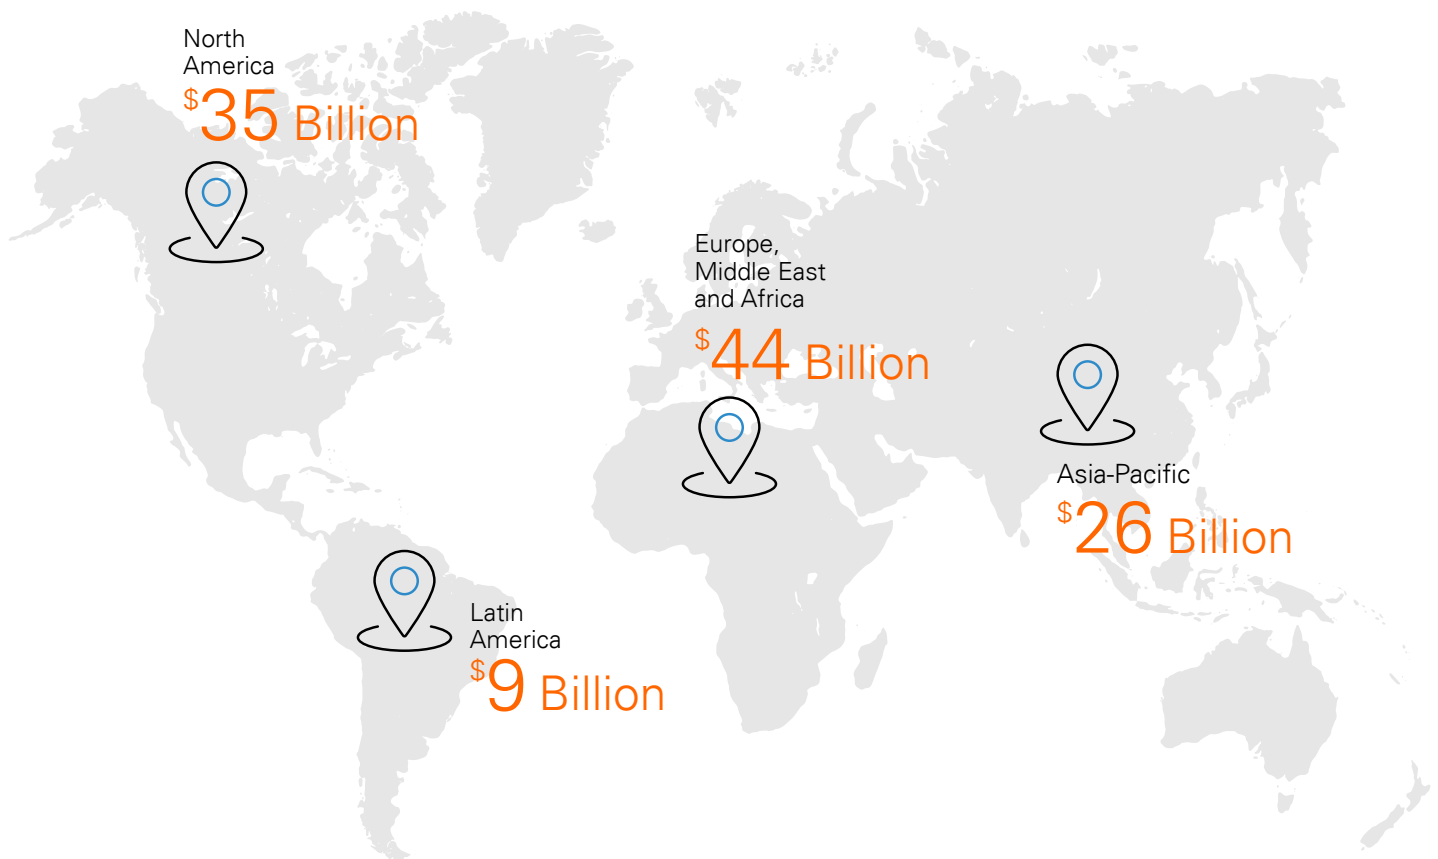 North
America
$35 Billion
Europe,
Middle East
and Africa
$44 Billion
Asia-Pacific
$26 Billion
Latin
America
$9 Billion